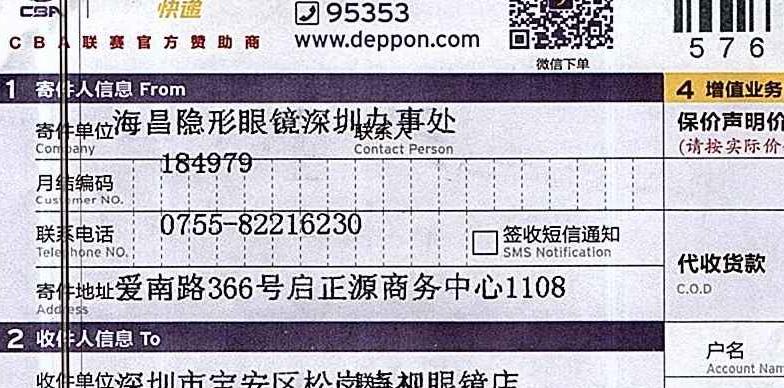 CBA 快递 95353
CBA联赛官方赞助商 www.deppon.com
微信下单
576
1 寄件人信息 From
4 增值业务
寄件单位 海昌隐形眼镜深圳办事处 联系人
Company Contact Person
保价声明价
(请按实际价
184979
月结编码
Customer NO.
联系电话 0755-82216230 签收短信通知
Telephone NO. SMS Notification
代收货款
C.O.D
寄件地址 爱南路366号启正源商务中心1108
Address
2 收件人信息 To
户名
Account Nam
收件单位 深圳市宝安区松岗 视眼镜店